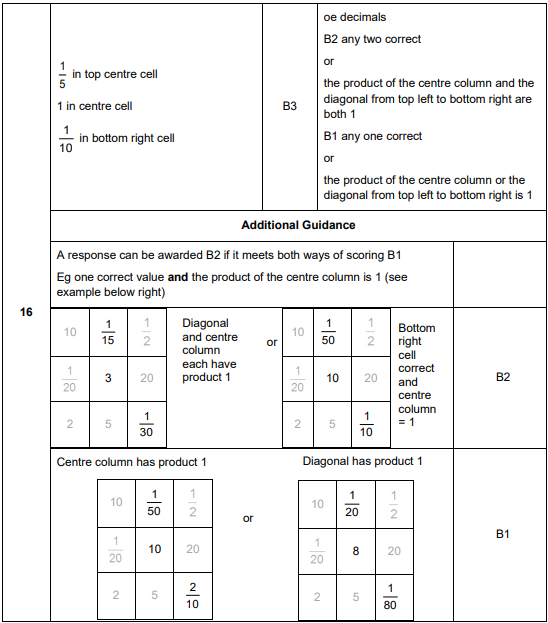 16
1/5 in top centre cell
1 in centre cell
1/10 in bottom right cell
B3
oe decimals
B2 any two correct
or
the product of the centre column and the
diagonal from top left to bottom right are
both 1
B1 any one correct
or
the product of the centre column or the
diagonal from top left to bottom right is 1
Additional Guidance
A response can be awarded B2 if it meets both ways of scoring B1
Eg one correct value and the product of the centre column is 1 (see
example below right)
10 1/15 1/2
1/20 3 20
2 5 1/30
Diagonal
and centre
column
each have
product 1
or
10 1/50 1/2
1/20 10 20
2 5 1/10
Bottom
right
cell
correct
and
centre
column
= 1
B2
Centre column has product 1
10 1/50 1/2
1/20 10 20
2 5 2/10
or
Diagonal has product 1
10 1/20 1/2
1/20 8 20
2 5 1/80
B1